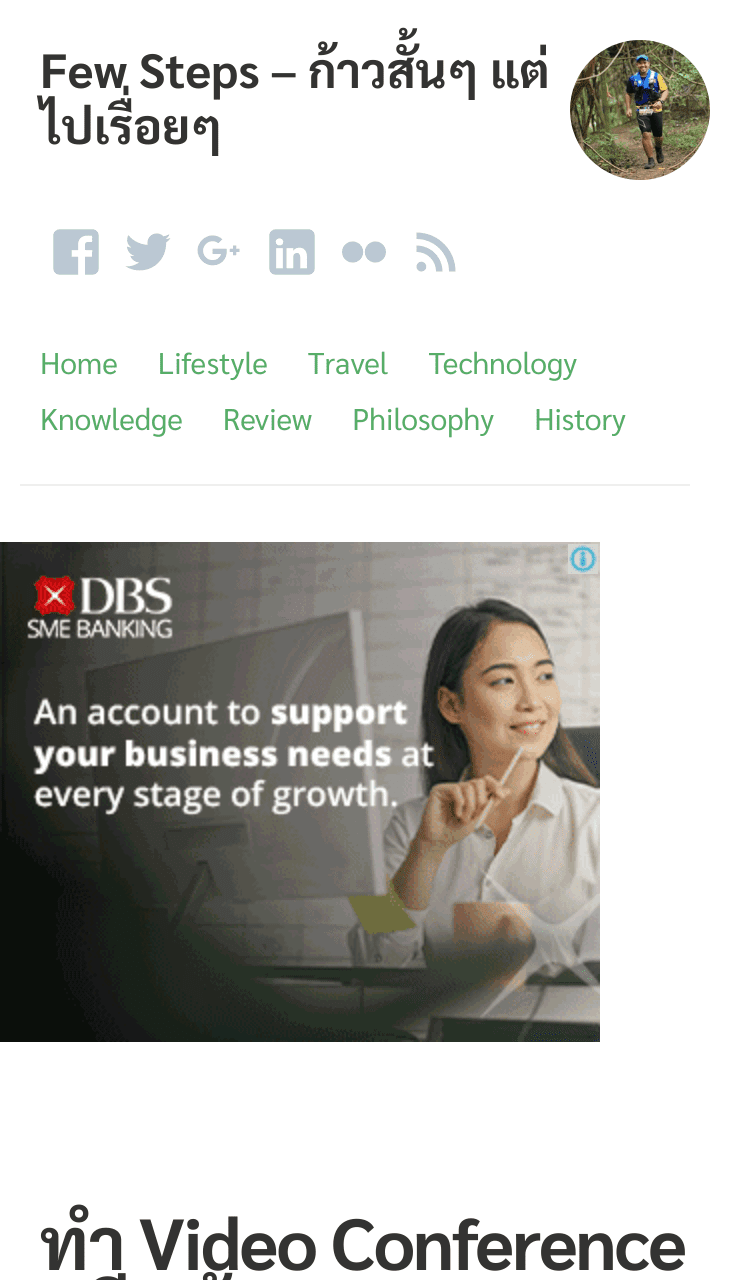 Few Steps – ก้าวสั้นๆ แต่
ไปเรื่อยๆ
Home Lifestyle Travel Technology
Knowledge Review Philosophy History
DBS
SME BANKING
An account to support
your business needs at
every stage of growth.
ทำ Video Conference